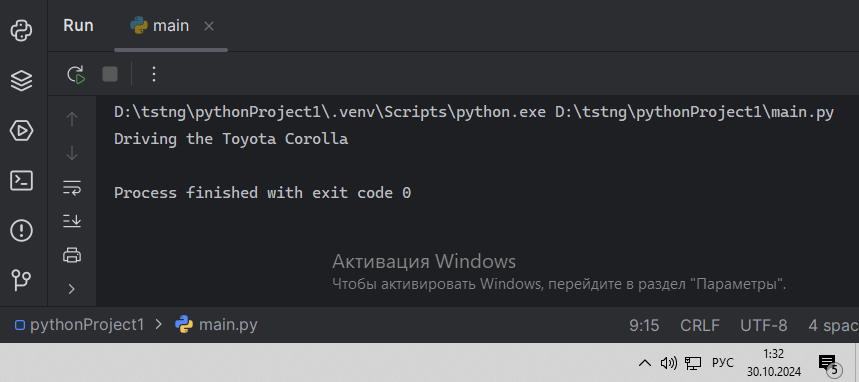 Run
main
D:\tstng\pythonProject1\.venv\Scripts\python.exe D:\tstng\pythonProject1\main.py
Driving the Toyota Corolla
Process finished with exit code 0
Активация Windows
Чтобы активировать Windows, перейдите в раздел "Параметры".
pythonProject1 > main.py 9:15 CRLF UTF-8 4 spac
РУС 1:32
30.10.2024 5